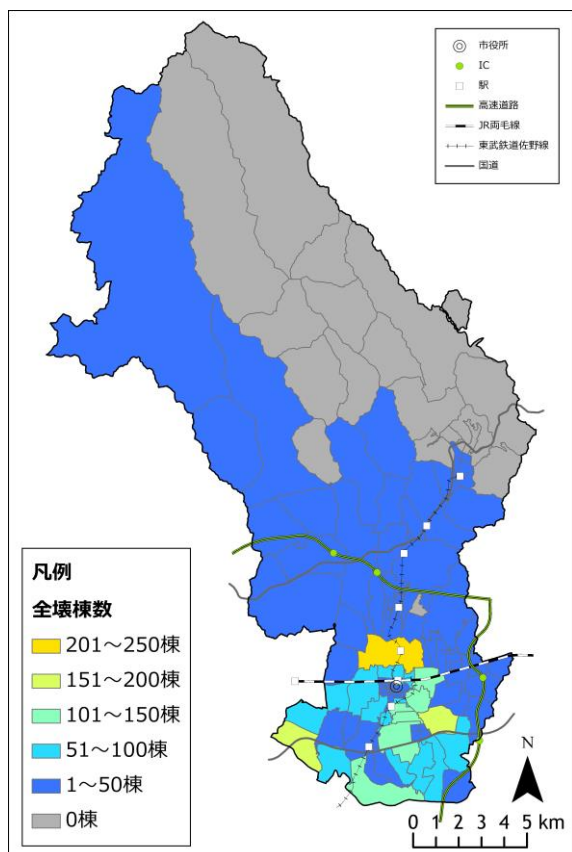 市役所
IC
駅
高速道路
JR両毛線
東武鉄道佐野線
国道
凡例
全壊棟数
201～250棟
151～200棟
101～150棟
51～100棟
1～50棟
0棟
N
0 1 2 3 4 5 km